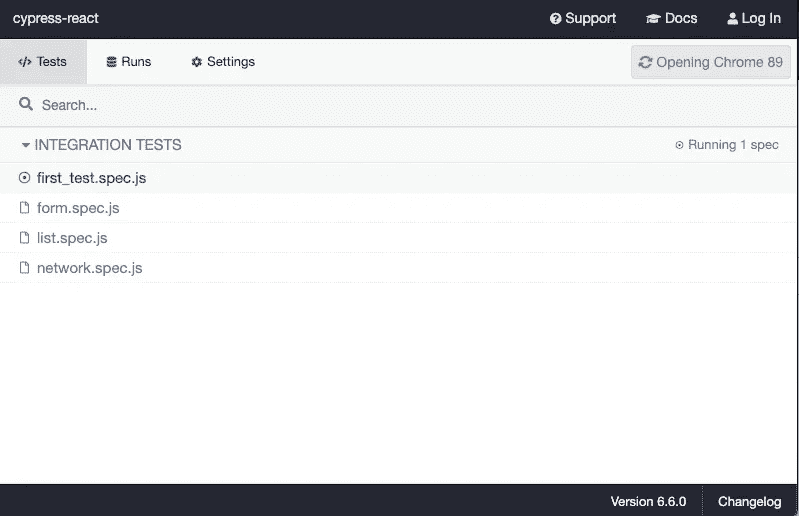 cypress-react Support Docs Log In
Tests Runs Settings Opening Chrome 89
Search...
INTEGRATION TESTS Running 1 spec
first_test.spec.js
form.spec.js
list.spec.js
network.spec.js
Version 6.6.0 Changelog